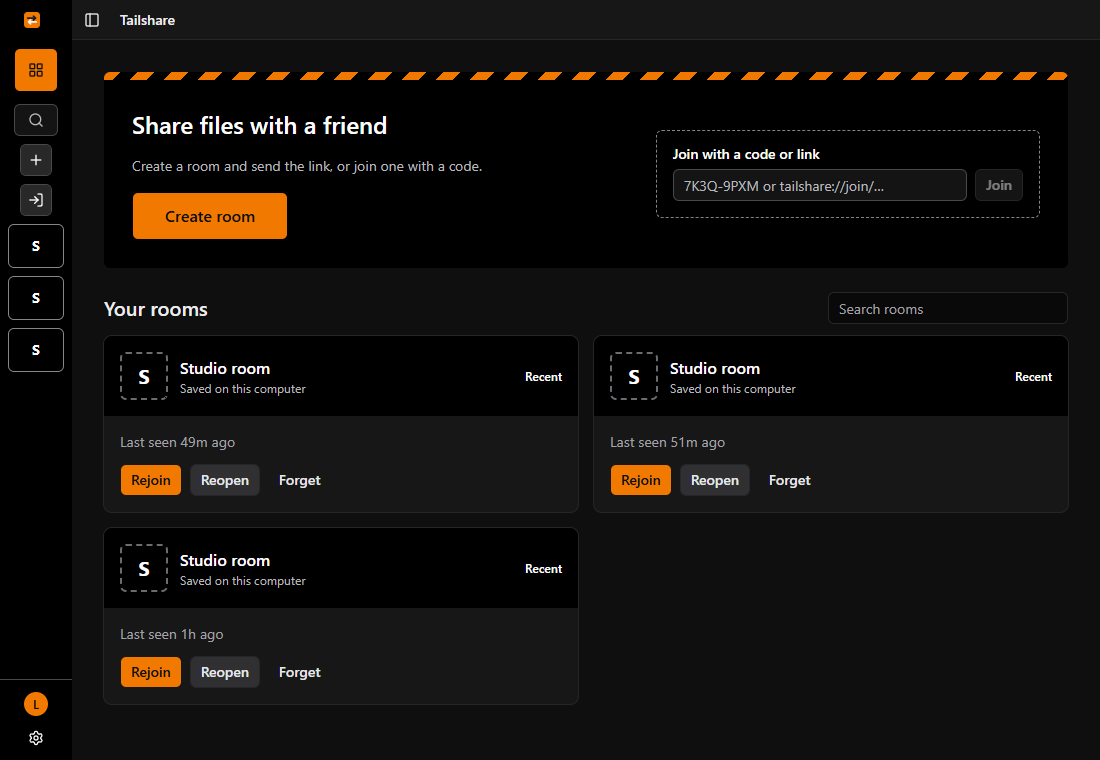 Tailshare
Share files with a friend
Create a room and send the link, or join one with a code.
Create room
Join with a code or link
7K3Q-9PXM or tailshare://join/...
Join
S
S
S
Your rooms
Search rooms
S
Studio room
Saved on this computer
Recent
Last seen 49m ago
Rejoin
Reopen
Forget
S
Studio room
Saved on this computer
Recent
Last seen 51m ago
Rejoin
Reopen
Forget
S
Studio room
Saved on this computer
Recent
Last seen 1h ago
Rejoin
Reopen
Forget
L